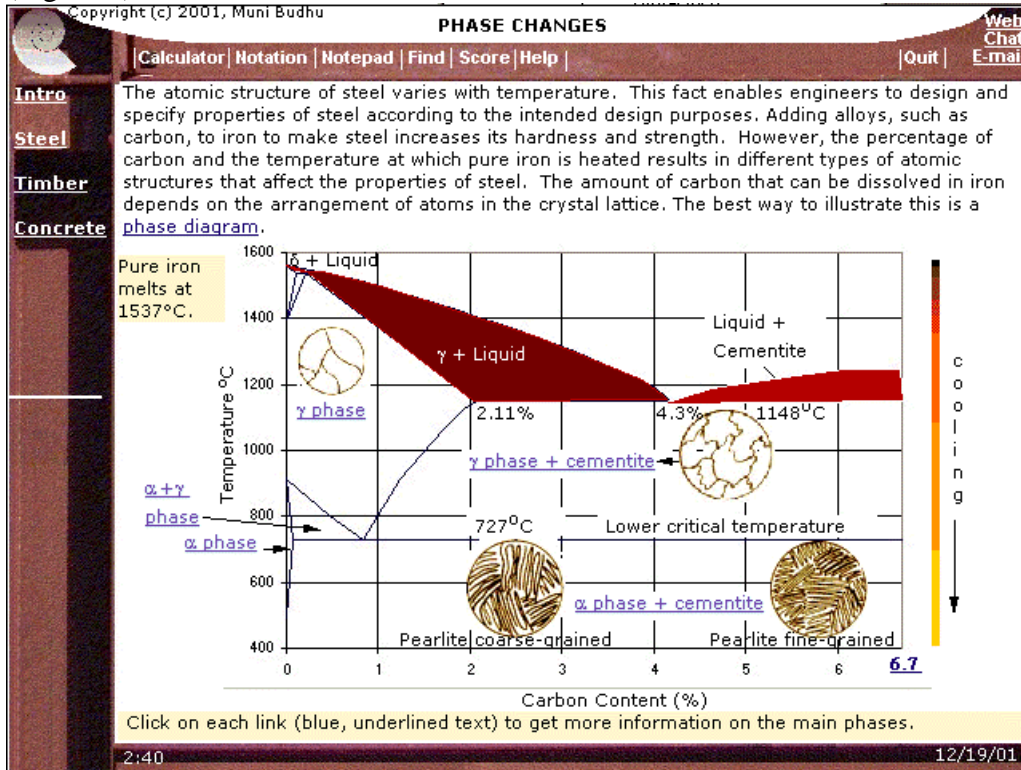 Copyright (c) 2001, Muni Budhu
PHASE CHANGES
Web
Chat
E-mail
|Calculator|Notation|Notepad|Find|Score|Help|
|Quit|
Intro
Steel
Timber
Concrete
The atomic structure of steel varies with temperature. This fact enables engineers to design and
specify properties of steel according to the intended design purposes. Adding alloys, such as
carbon, to iron to make steel increases its hardness and strength. However, the percentage of
carbon and the temperature at which pure iron is heated results in different types of atomic
structures that affect the properties of steel. The amount of carbon that can be dissolved in iron
depends on the arrangement of atoms in the crystal lattice. The best way to illustrate this is a
phase diagram.
Pure iron
melts at
1537°C.
1600
1400
1200
1000
800
600
400
Temperature °C
δ + Liquid
γ + Liquid
Liquid +
Cementite
γ phase
2.11%
4.3%
1148⁰C
γ phase + cementite
α+γ
phase
α phase
727⁰C
Lower critical temperature
α phase + cementite
Pearlite coarse-grained
Pearlite fine-grained
0
1
2
3
4
5
6
6.7
Carbon Content (%)
cooling
Click on each link (blue, underlined text) to get more information on the main phases.
2:40
12/19/01